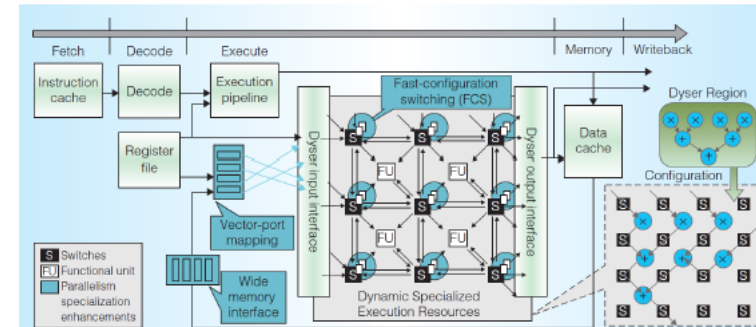 Fetch
Decode
Execute
Memory
Writeback
Instruction
cache
Decode
Execution
pipeline
Fast-configuration
switching (FCS)
Dyser Region
Register
file
Dyser input interface
Dyser output interface
Data
cache
Configuration
Vector-port
mapping
Wide
memory
interface
S Switches
FU Functional unit
Parallelism
specialization
enhancements
Dynamic Specialized
Execution Resources
S S S
FU FU
S S S
FU FU
S S S
× × × ×
+ +
+
S S S S
× × ×
S S S S
+ + ×
S S S S
+
S S S S